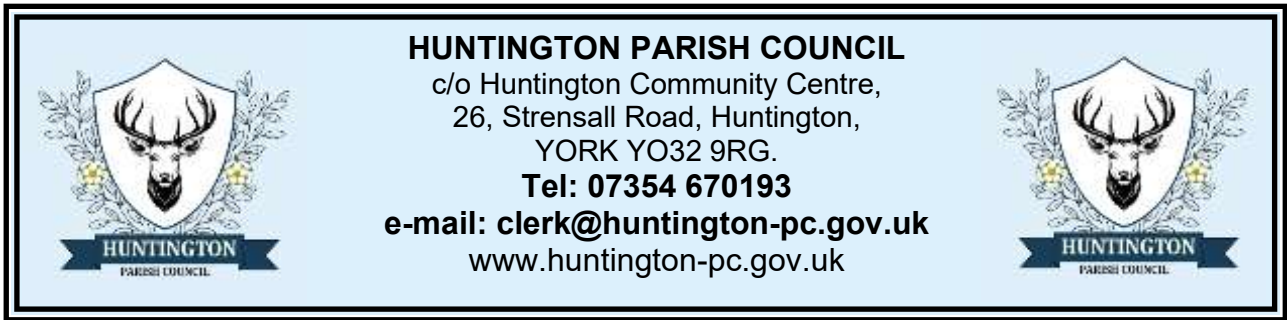 HUNTINGTON PARISH COUNCIL
c/o Huntington Community Centre,
26, Strensall Road, Huntington,
YORK YO32 9RG.
Tel: 07354 670193
e-mail: clerk@huntington-pc.gov.uk
www.huntington-pc.gov.uk
HUNTINGTON
PARISH COUNCIL
HUNTINGTON
PARISH COUNCIL